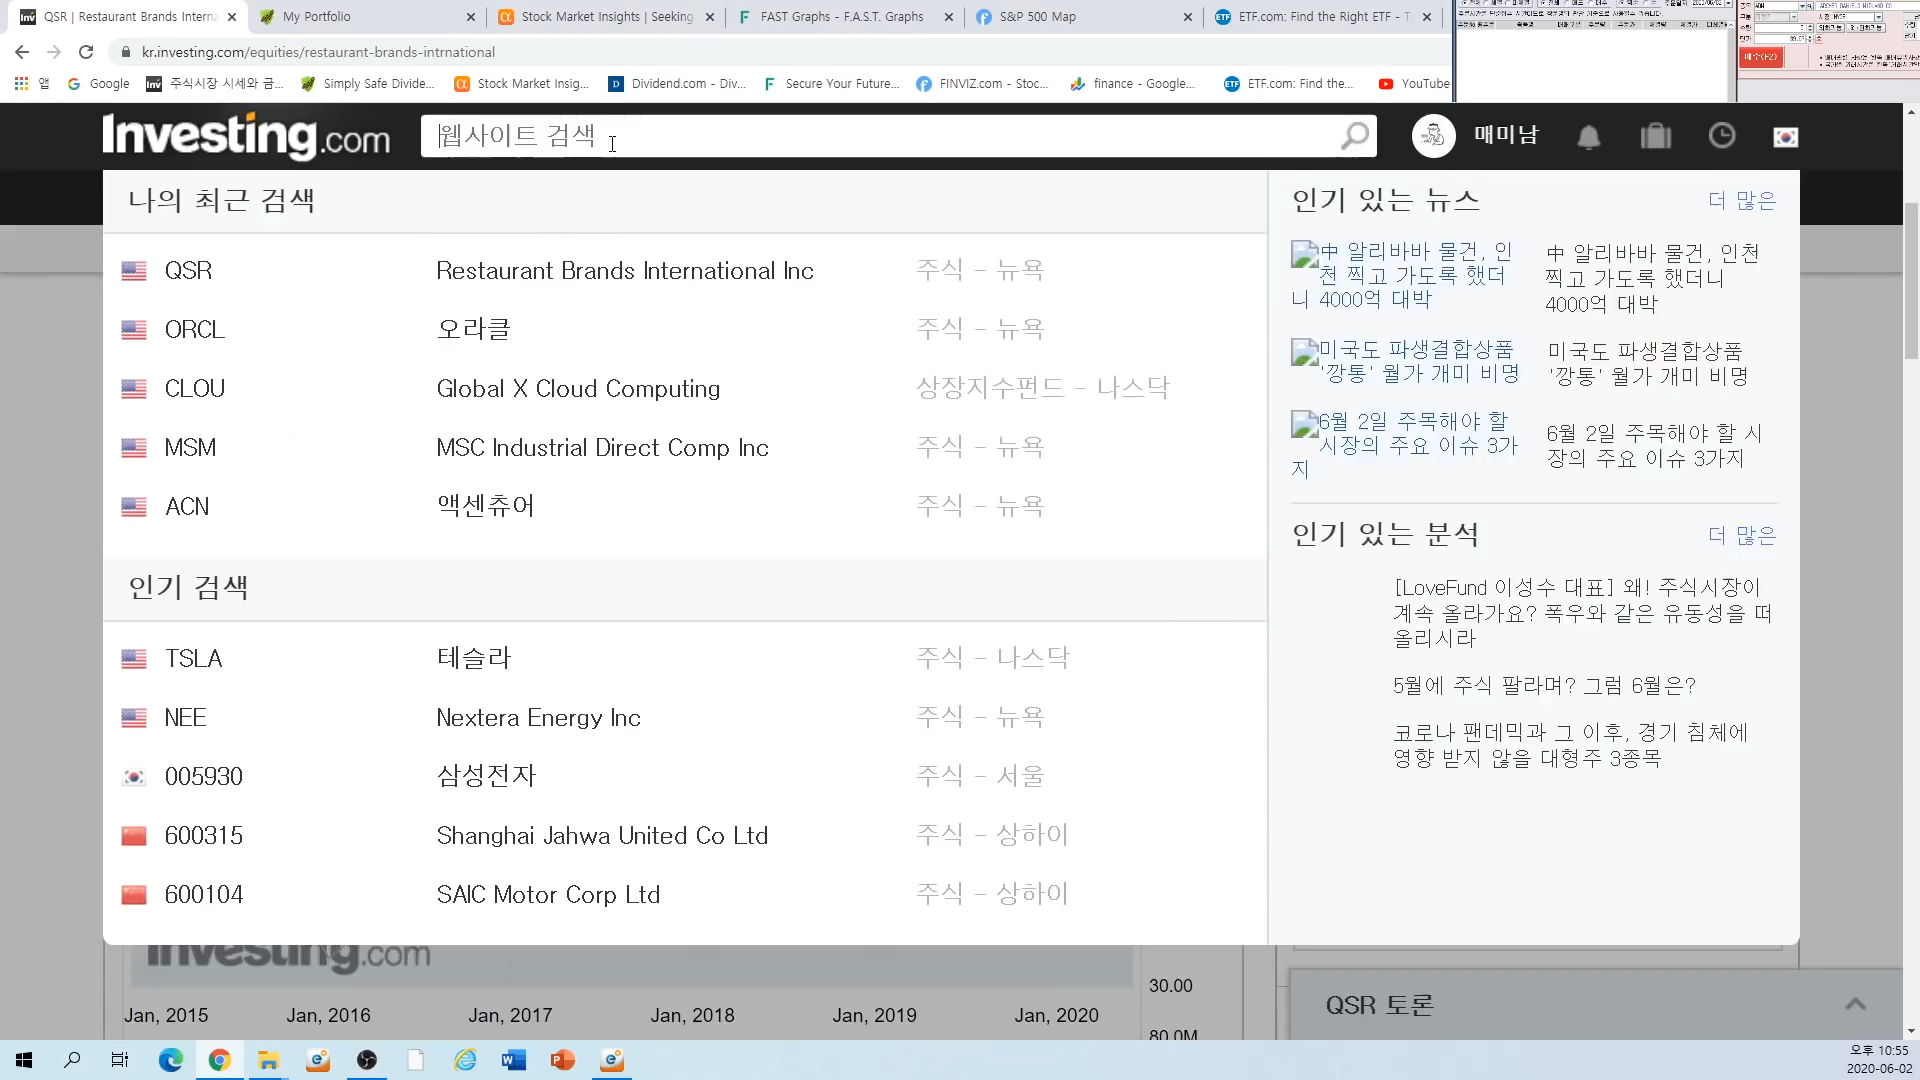 QSR | Restaurant Brands Interna
My Portfolio
Stock Market Insights | Seeking
FAST Graphs - F.A.S.T. Graphs
S&P 500 Map
ETF.com: Find the Right ETF - T
kr.investing.com/equities/restaurant-brands-intrnational
앱
Google
주식시장 시세와 금...
Simply Safe Divide...
Stock Market Insig...
Dividend.com - Div...
Secure Your Future...
FINVIZ.com - Stoc...
finance - Google...
ETF.com: Find the...
YouTube
매수(F2)
Investing.com
웹사이트 검색
매미남
나의 최근 검색
QSR Restaurant Brands International Inc 주식 - 뉴욕
ORCL 오라클 주식 - 뉴욕
CLOU Global X Cloud Computing 상장지수펀드 - 나스닥
MSM MSC Industrial Direct Comp Inc 주식 - 뉴욕
ACN 액센츄어 주식 - 뉴욕
인기 검색
TSLA 테슬라 주식 - 나스닥
NEE Nextera Energy Inc 주식 - 뉴욕
005930 삼성전자 주식 - 서울
600315 Shanghai Jahwa United Co Ltd 주식 - 상하이
600104 SAIC Motor Corp Ltd 주식 - 상하이
인기 있는 뉴스
더 많은
中 알리바바 물건, 인
천 찍고 가도록 했더
니 4000억 대박
中 알리바바 물건, 인천
찍고 가도록 했더니
4000억 대박
미국도 파생결합상품
'깡통' 월가 개미 비명
미국도 파생결합상품
'깡통' 월가 개미 비명
6월 2일 주목해야 할
시장의 주요 이슈 3가
지
6월 2일 주목해야 할 시
장의 주요 이슈 3가지
인기 있는 분석
더 많은
[LoveFund 이성수 대표] 왜! 주식시장이
계속 올라가요? 폭우와 같은 유동성을 떠
올리시라
5월에 주식 팔라며? 그럼 6월은?
코로나 팬데믹과 그 이후, 경기 침체에
영향 받지 않을 대형주 3종목
Investing.com
30.00
Jan, 2015
Jan, 2016
Jan, 2017
Jan, 2018
Jan, 2019
Jan, 2020
80.0M
QSR 토론
오후 10:55
2020-06-02